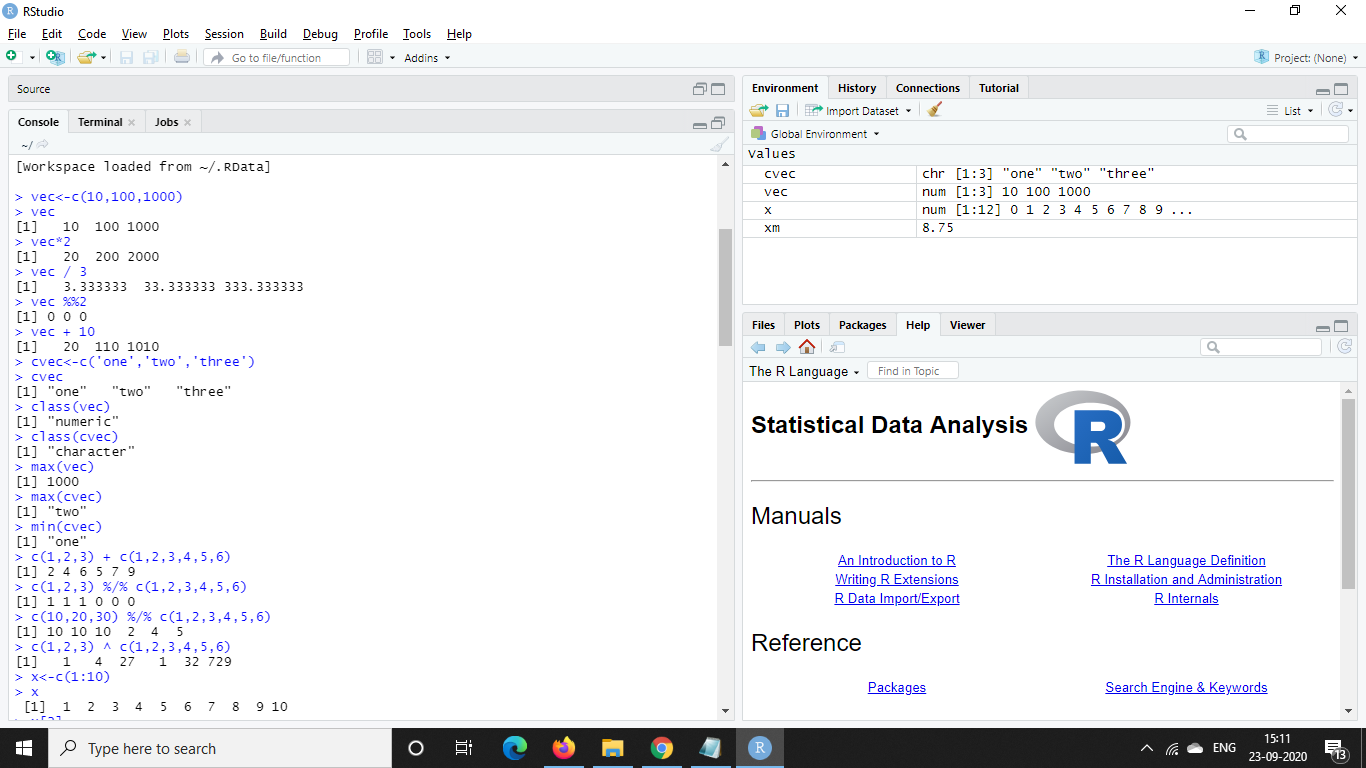 RStudio
File Edit Code View Plots Session Build Debug Profile Tools Help
Go to file/function Addins Project: (None)
Source
Console Terminal Jobs
~/
[Workspace loaded from ~/.RData]
> vec<-c(10,100,1000)
> vec
[1]   10  100 1000
> vec*2
[1]   20  200 2000
> vec / 3
[1]   3.333333  33.333333 333.333333
> vec %%2
[1] 0 0 0
> vec + 10
[1]   20  110 1010
> cvec<-c('one','two','three')
> cvec
[1] "one"   "two"   "three"
> class(vec)
[1] "numeric"
> class(cvec)
[1] "character"
> max(vec)
[1] 1000
> max(cvec)
[1] "two"
> min(cvec)
[1] "one"
> c(1,2,3) + c(1,2,3,4,5,6)
[1] 2 4 6 5 7 9
> c(1,2,3) %/% c(1,2,3,4,5,6)
[1] 1 1 1 0 0 0
> c(10,20,30) %/% c(1,2,3,4,5,6)
[1] 10 10 10  2  4  5
> c(1,2,3) ^ c(1,2,3,4,5,6)
[1]   1   4  27   1  32 729
> x<-c(1:10)
> x
 [1]  1  2  3  4  5  6  7  8  9 10
Environment History Connections Tutorial
Import Dataset List
Global Environment
Values
cvec chr [1:3] "one" "two" "three"
vec num [1:3] 10 100 1000
x num [1:12] 0 1 2 3 4 5 6 7 8 9 ...
xm 8.75
Files Plots Packages Help Viewer
The R Language Find in Topic
Statistical Data Analysis R
Manuals
An Introduction to R The R Language Definition
Writing R Extensions R Installation and Administration
R Data Import/Export R Internals
Reference
Packages Search Engine & Keywords
Type here to search R ENG 15:11
23-09-2020 13